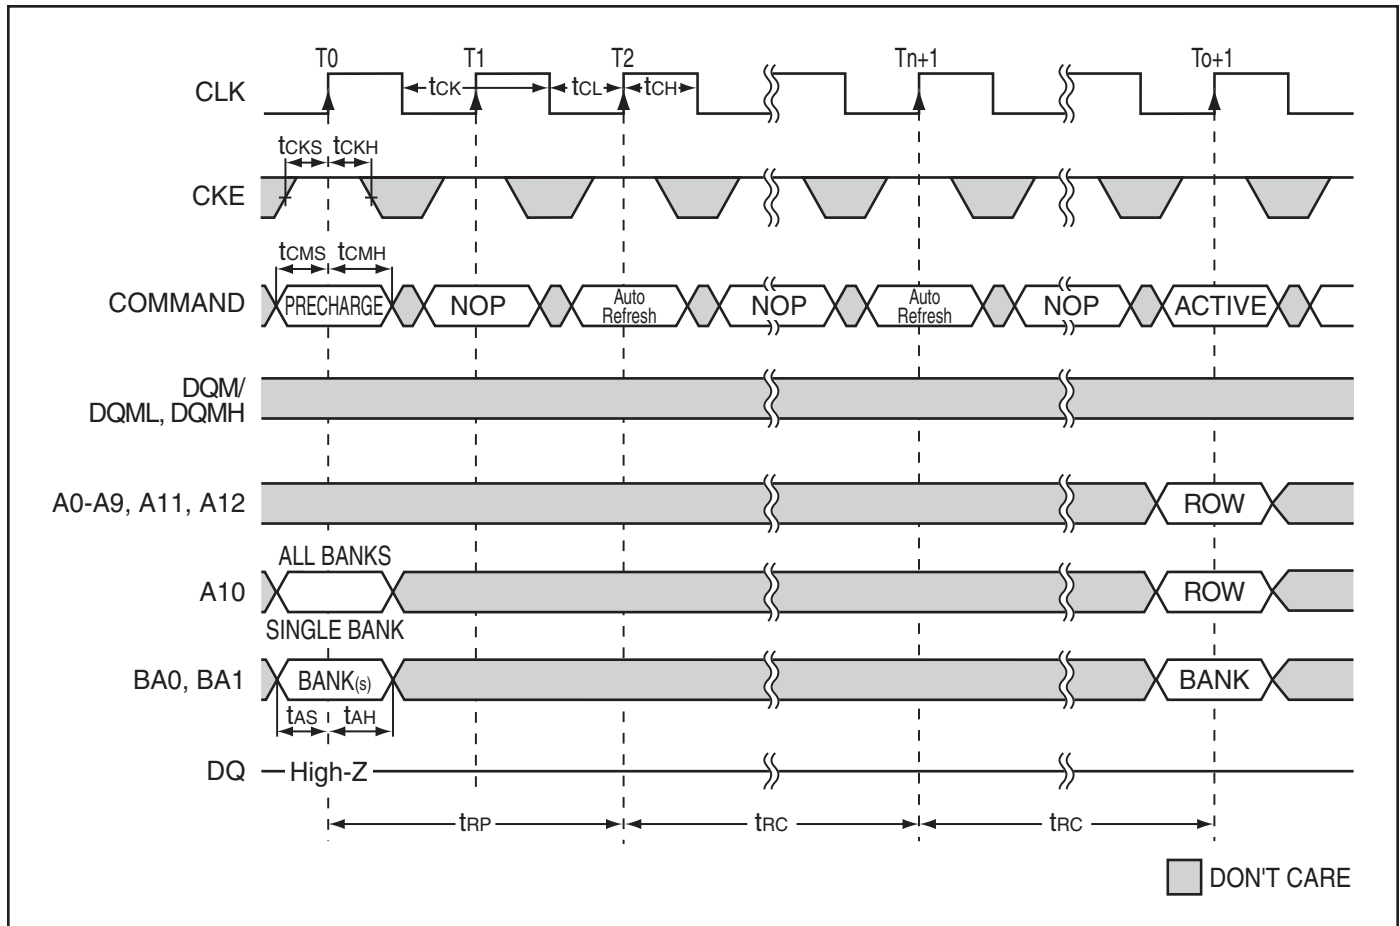 T0 T1 T2 Tn+1 To+1
CLK tCK tCL tCH
tCKS tCKH
CKE
tCMS tCMH
COMMAND PRECHARGE NOP Auto Refresh NOP Auto Refresh NOP ACTIVE
DQM/
DQML, DQMH
A0-A9, A11, A12 ROW
ALL BANKS
A10 ROW
SINGLE BANK
BA0, BA1 BANK(s) BANK
tAS tAH
DQ High-Z
tRP tRC tRC
DON'T CARE